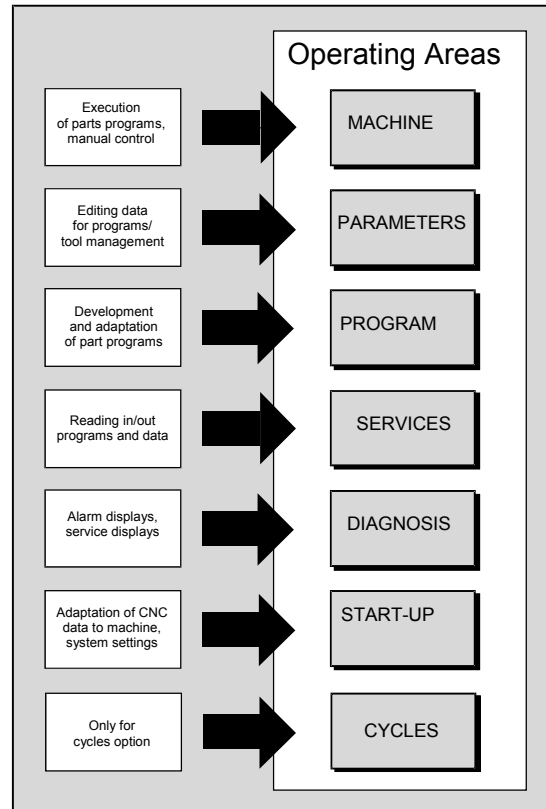 Operating Areas
Execution
of parts programs,
manual control
MACHINE
Editing data
for programs/
tool management
PARAMETERS
Development
and adaptation
of part programs
PROGRAM
Reading in/out
programs and data
SERVICES
Alarm displays,
service displays
DIAGNOSIS
Adaptation of CNC
data to machine,
system settings
START-UP
Only for
cycles option
CYCLES